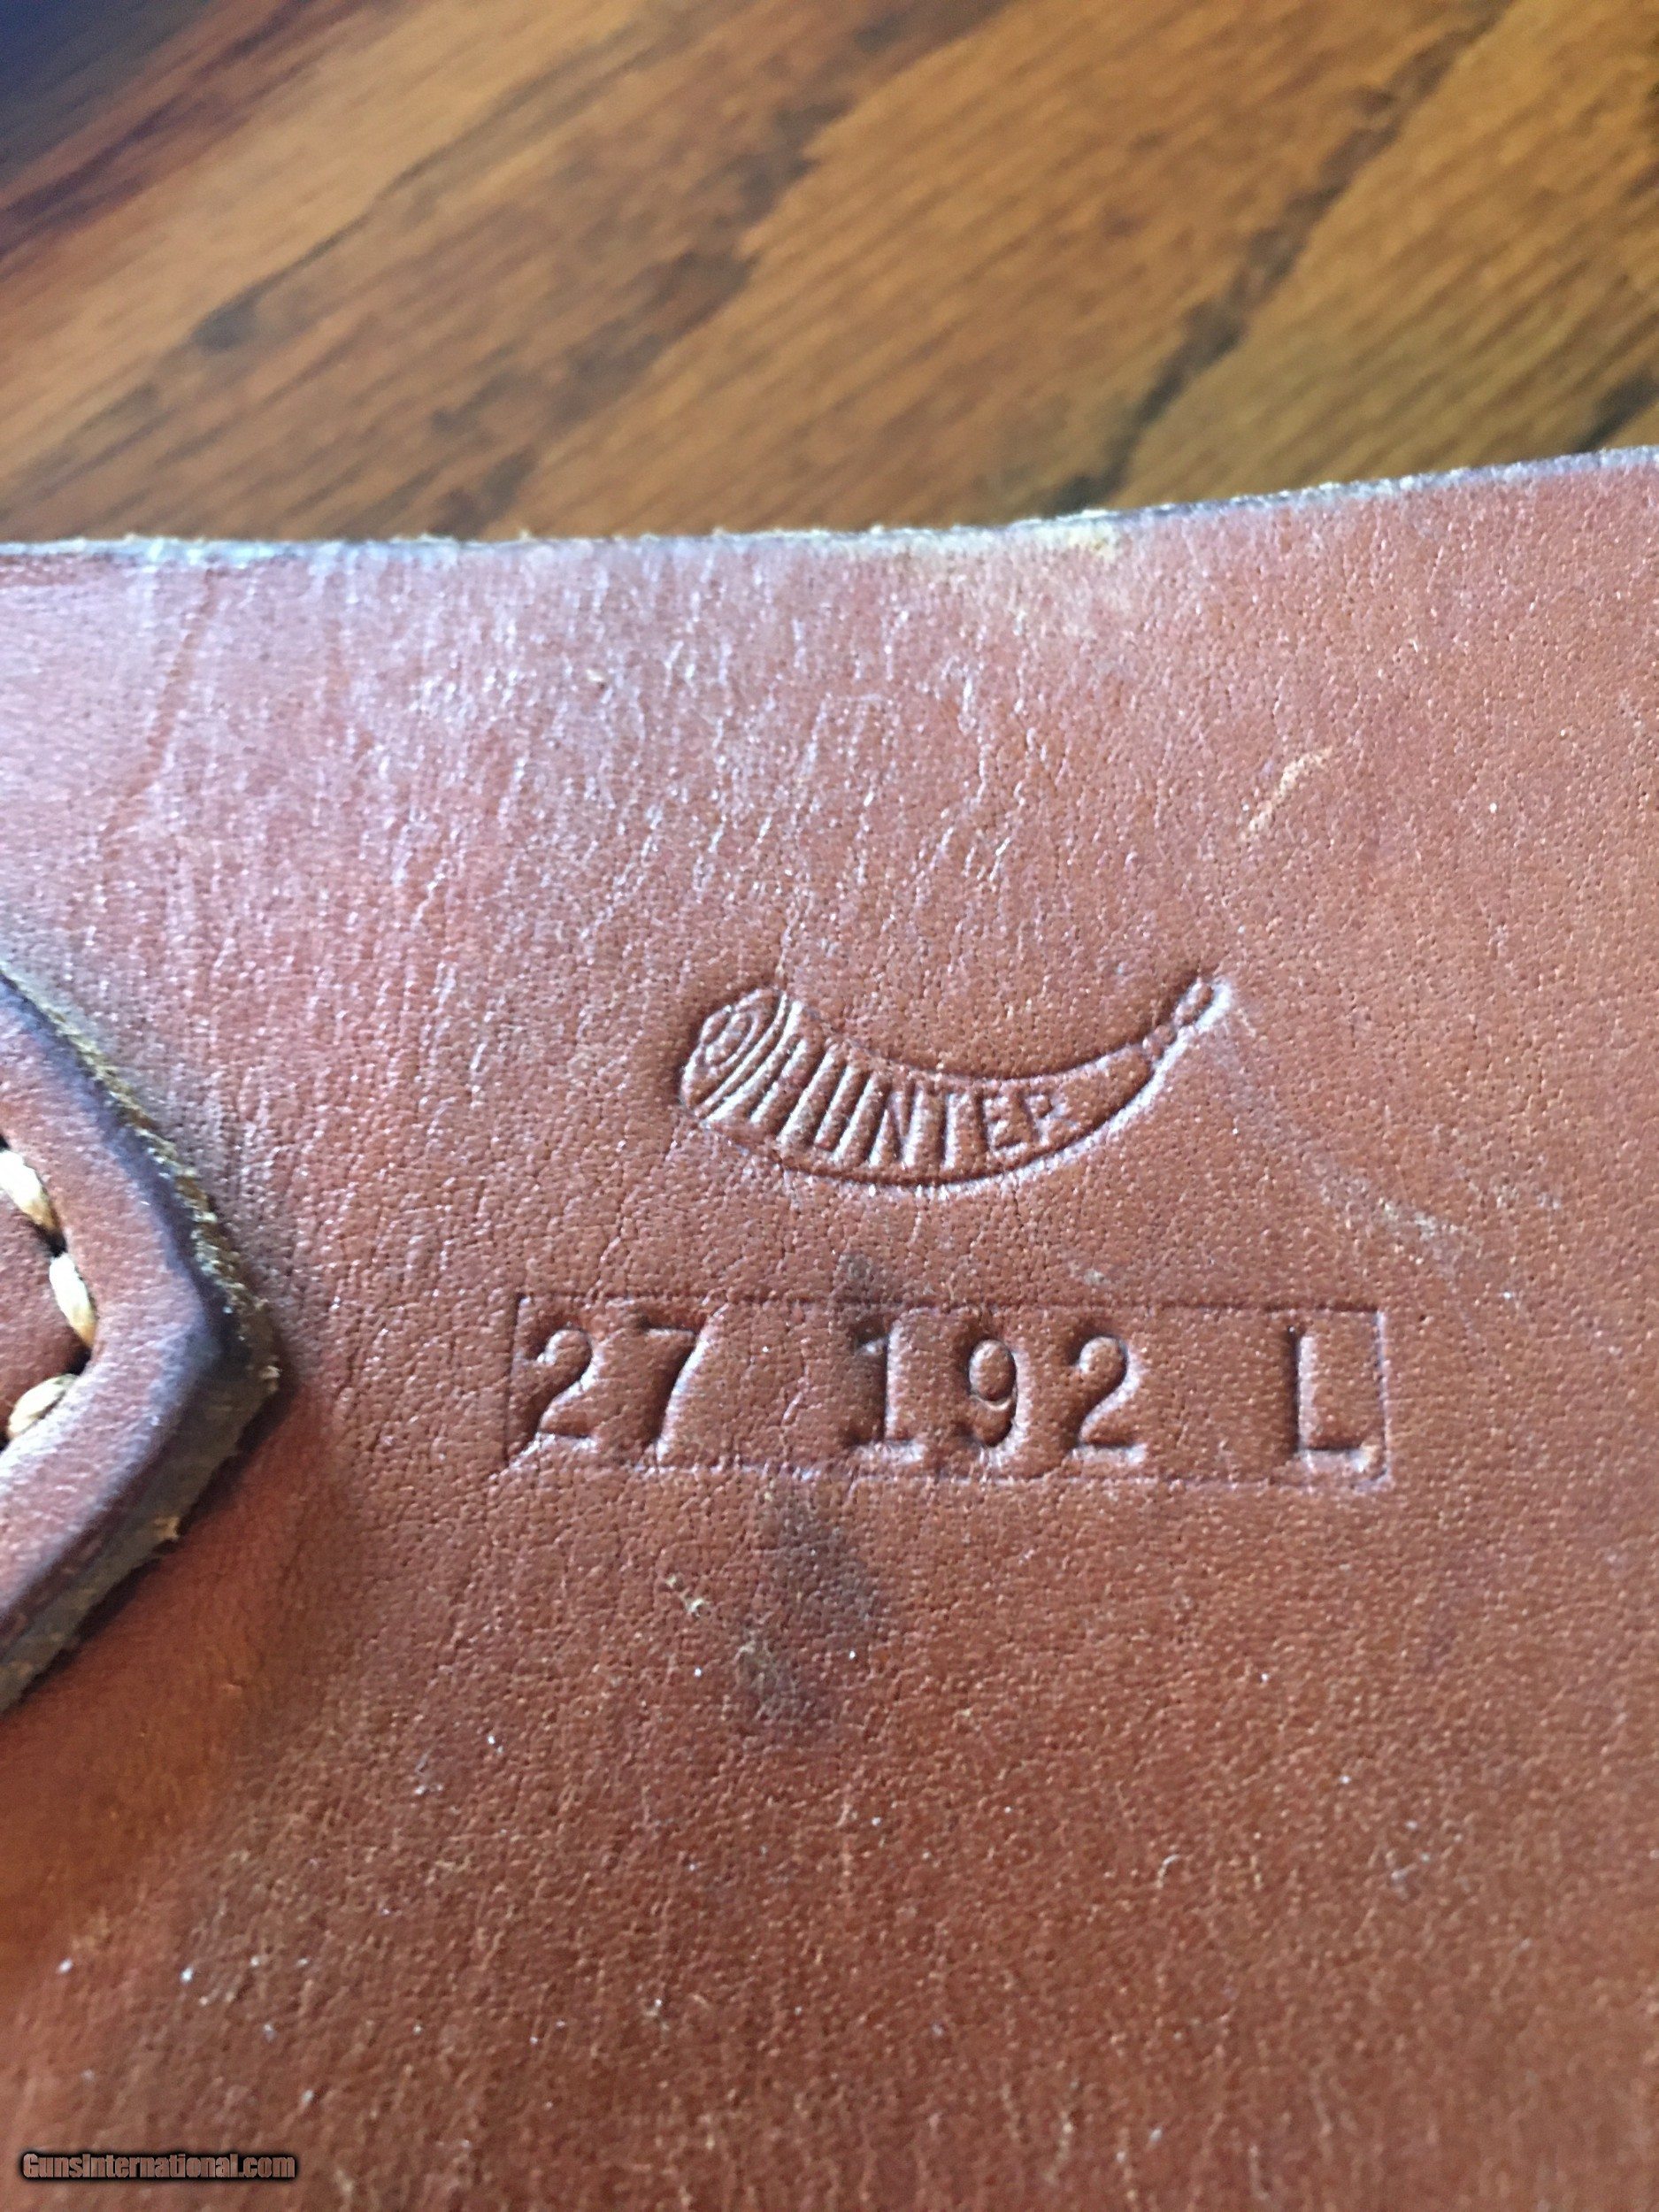 HUNTER
27 192 L
GunsInternational.com